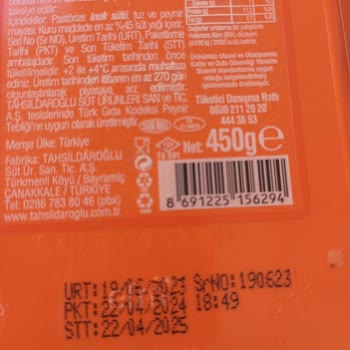 tavsiye edilir.
İçindekiler: Pastörize inek sütü, tuz ve peynir
mayası. Kuru maddede en az %45 süt yağı içerir.
Seri No (Sr NO), Üretim Tarihi (ÜRT), Paketleme
Tarihi (PKT) ve Son Tüketim Tarihi (STT)
ambalajdadır. Son tüketim tarihinden önce
tüketilmelidir. +2 ile +4°C arasında muhafaza
ediniz. Üretim tarihinden itibaren en az 270 gün
olgunlaştırılarak piyasaya arz edilmiştir.
TAHSİLDAROĞLU SÜT ÜRÜNLERİ SAN ve TİC.
A.Ş. tesislerinde Türk Gıda Kodeksi Peynir
Tebliği'ne uygun olarak üretilmiştir.
Menşe Ülke: Türkiye
Fabrika: TAHSİLDAROĞLU
Süt Ür. San. Tic. A.Ş.
Türkmenli Köyü / Bayramiç
ÇANAKKALE / TÜRKİYE
Tel: 0286 783 80 46 (pbx)
www.tahsildaroglu.com.tr
Tüketici Danışma Hattı
0800 211 20 20
444 36 53
TS 591
Net: 450g e
8 691225 156294
ÜRT: 19/06/2023 SrNO: 190623
PKT: 22/04/2024 18:49
STT: 22/04/2025